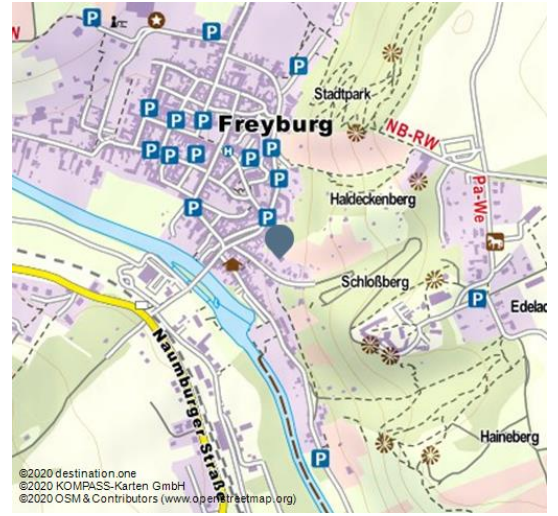 P
P
P
P
Stadtpark
P P P
Freyburg
P P P H P P
NB-RW
P
Haldeckenberg
Pa-We
P P
Schloßberg
P
Edelac
Naumburger Straße
Haineberg
P
©2020 destination.one
©2020 KOMPASS-Karten GmbH
©2020 OSM & Contributors (www.openstreetmap.org)